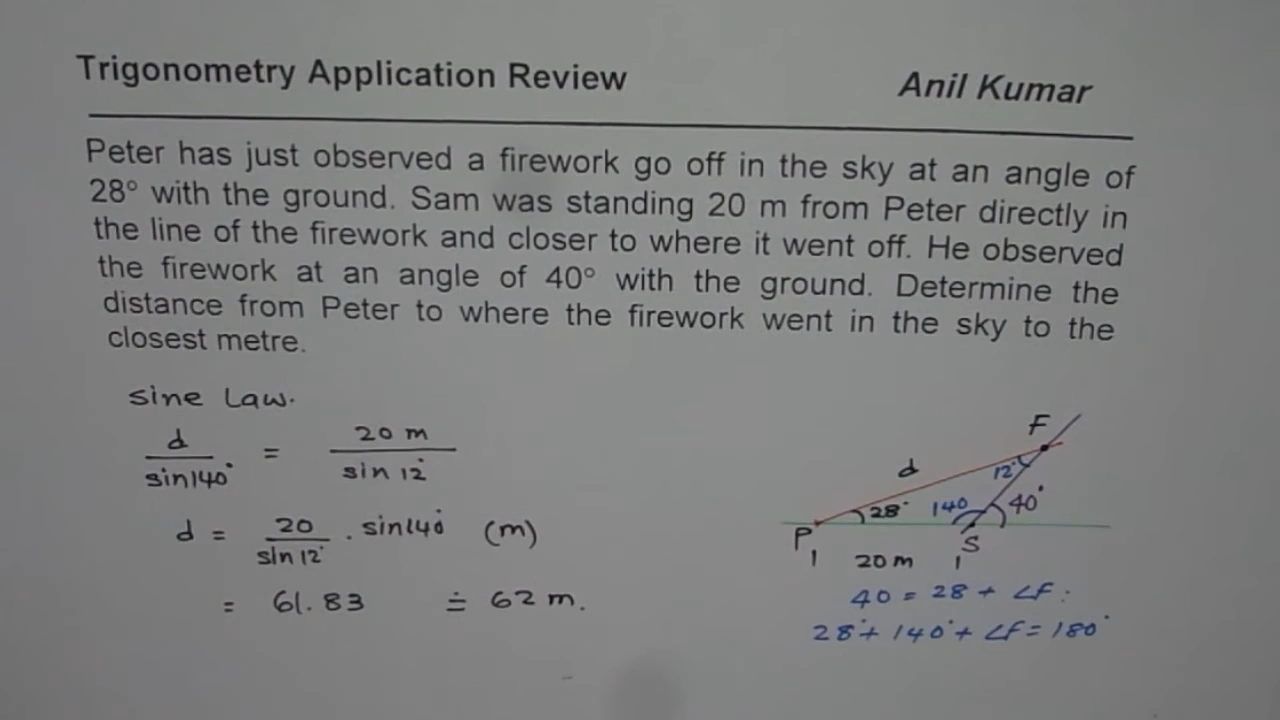 Trigonometry Application Review
Anil Kumar
Peter has just observed a firework go off in the sky at an angle of
28° with the ground. Sam was standing 20 m from Peter directly in
the line of the firework and closer to where it went off. He observed
the firework at an angle of 40° with the ground. Determine the
distance from Peter to where the firework went in the sky to the
closest metre.
sine Law.
d/sin140° = 20 m/sin 12°
d = 20/sin 12° . sin140° (m)
= 61.83 ≐ 62 m.
F
d
12°
28°
140
40°
P
S
20 m
40 = 28 + ∠F.
28° + 140° + ∠F = 180°